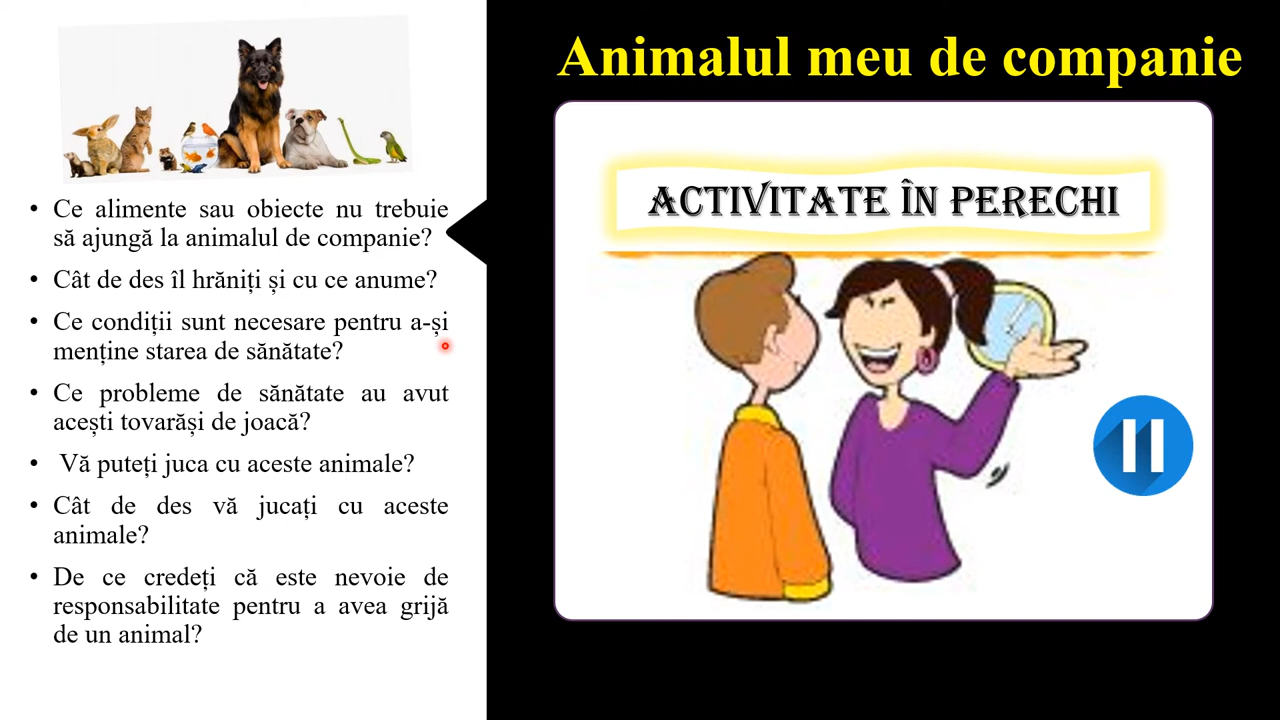 Animalul meu de companie
ACTIVITATE ÎN PERECHI
• Ce alimente sau obiecte nu trebuie
să ajungă la animalul de companie?
• Cât de des îl hrăniți și cu ce anume?
• Ce condiții sunt necesare pentru a-și
menține starea de sănătate?
• Ce probleme de sănătate au avut
acești tovarăși de joacă?
• Vă puteți juca cu aceste animale?
• Cât de des vă jucați cu aceste
animale?
• De ce credeți că este nevoie de
responsabilitate pentru a avea grijă
de un animal?